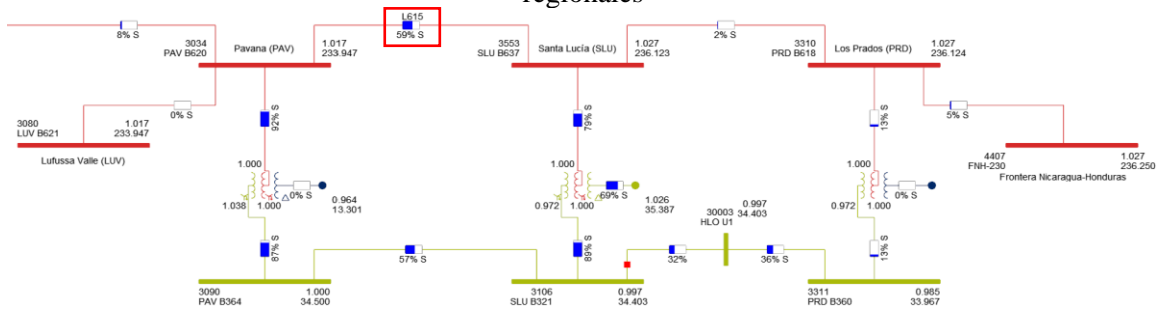 regionales
L615
8% S
59% S
2% S
3034
PAV B620
Pavana (PAV)
1.017
233.947
3553
SLU B637
Santa Lucía (SLU)
1.027
236.123
3310
PRD B618
Los Prados (PRD)
1.027
236.124
0% S
5% S
3080
LUV B621
1.017
233.947
Lufussa Valle (LUV)
92% S
79% S
13% S
4407
FNH-230
1.027
236.250
Frontera Nicaragua-Honduras
1.000
1.038
1.000
0% S
0.964
13.301
1.000
0.972
1.000
69% S
1.026
35.387
1.000
0.972
1.000
0% S
30003
HLO U1
0.997
34.403
87% S
57% S
89% S
32%
36% S
13% S
3090
PAV B364
1.000
34.500
3106
SLU B321
0.997
34.403
3311
PRD B360
0.985
33.967